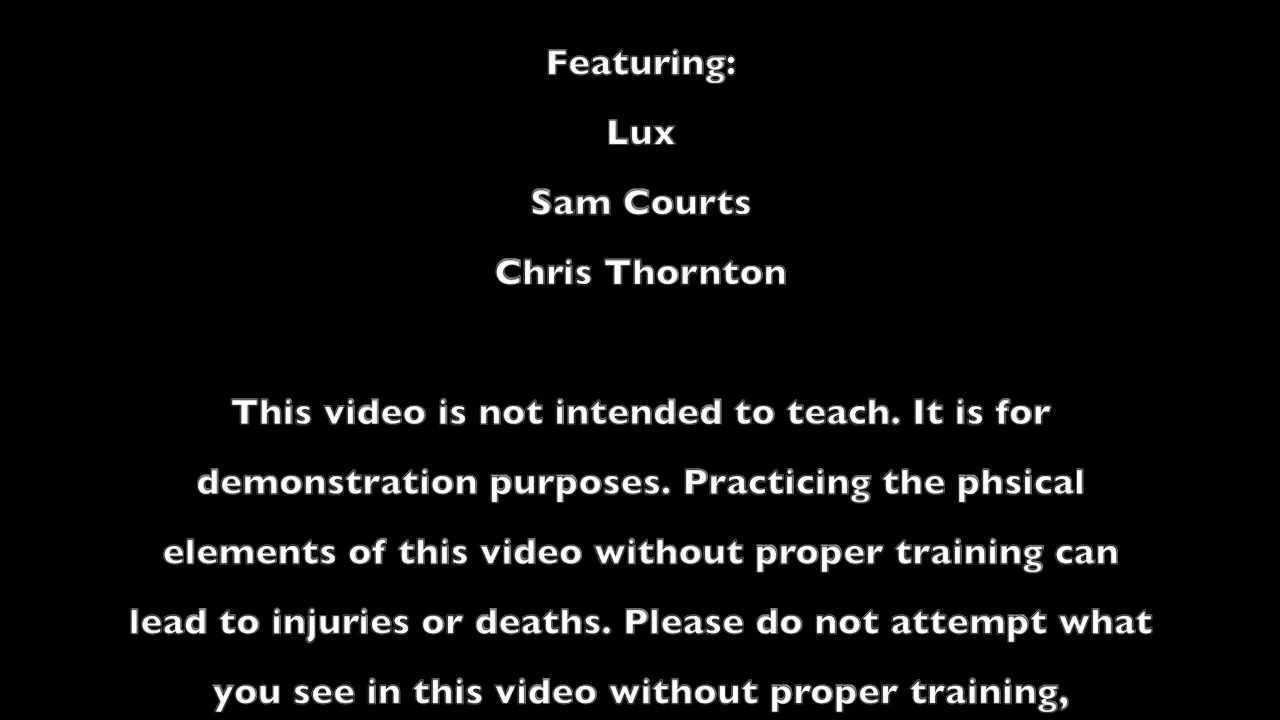 Featuring:
Lux
Sam Courts
Chris Thornton
This video is not intended to teach. It is for
demonstration purposes. Practicing the phsical
elements of this video without proper training can
lead to injuries or deaths. Please do not attempt what
you see in this video without proper training,